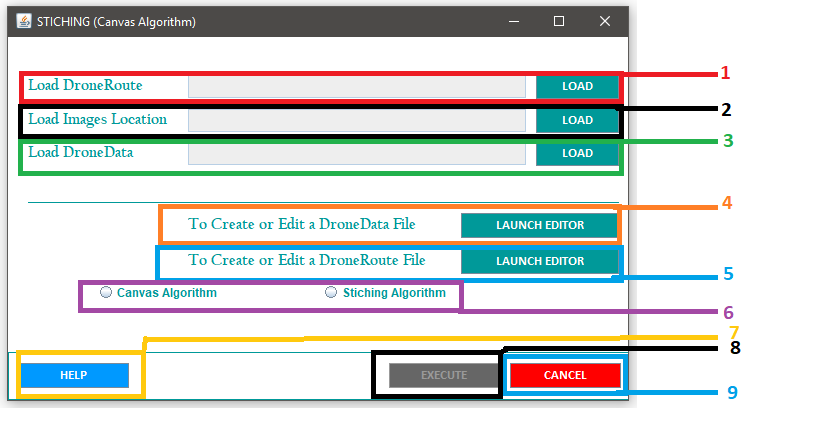 STICHING (Canvas Algorithm)
Load DroneRoute LOAD 1
Load Images Location LOAD 2
Load DroneData LOAD 3
To Create or Edit a DroneData File LAUNCH EDITOR 4
To Create or Edit a DroneRoute File LAUNCH EDITOR 5
Canvas Algorithm Stiching Algorithm 6
7
8
HELP EXECUTE CANCEL
9